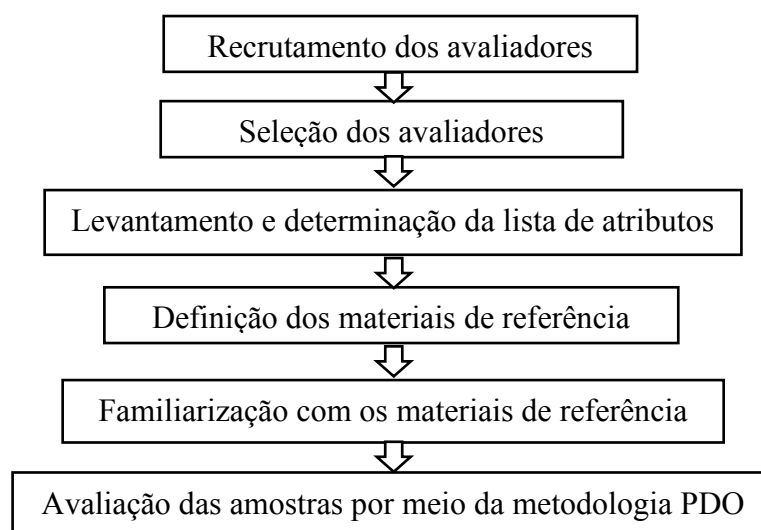 Recrutamento dos avaliadores
Seleção dos avaliadores
Levantamento e determinação da lista de atributos
Definição dos materiais de referência
Familiarização com os materiais de referência
Avaliação das amostras por meio da metodologia PDO